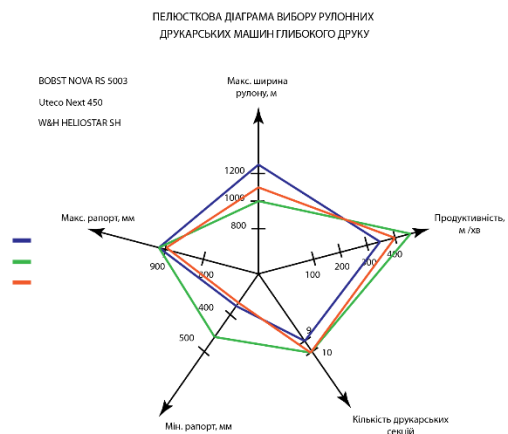 ПЕЛЮСТКОВА ДІАГРАМА ВИБОРУ РУЛОННИХ
ДРУКАРСЬКИХ МАШИН ГЛИБОКОГО ДРУКУ
BOBST NOVA RS 5003
Uteco Next 450
W&H HELIOSTAR SH
Макс. ширина
рулону, м
1200
1000
800
Макс. рапорт, мм
900
800
Продуктивність,
м /хв
100
200
300
400
400
500
9
10
Мін. рапорт, мм
Кількість друкарських
секцій